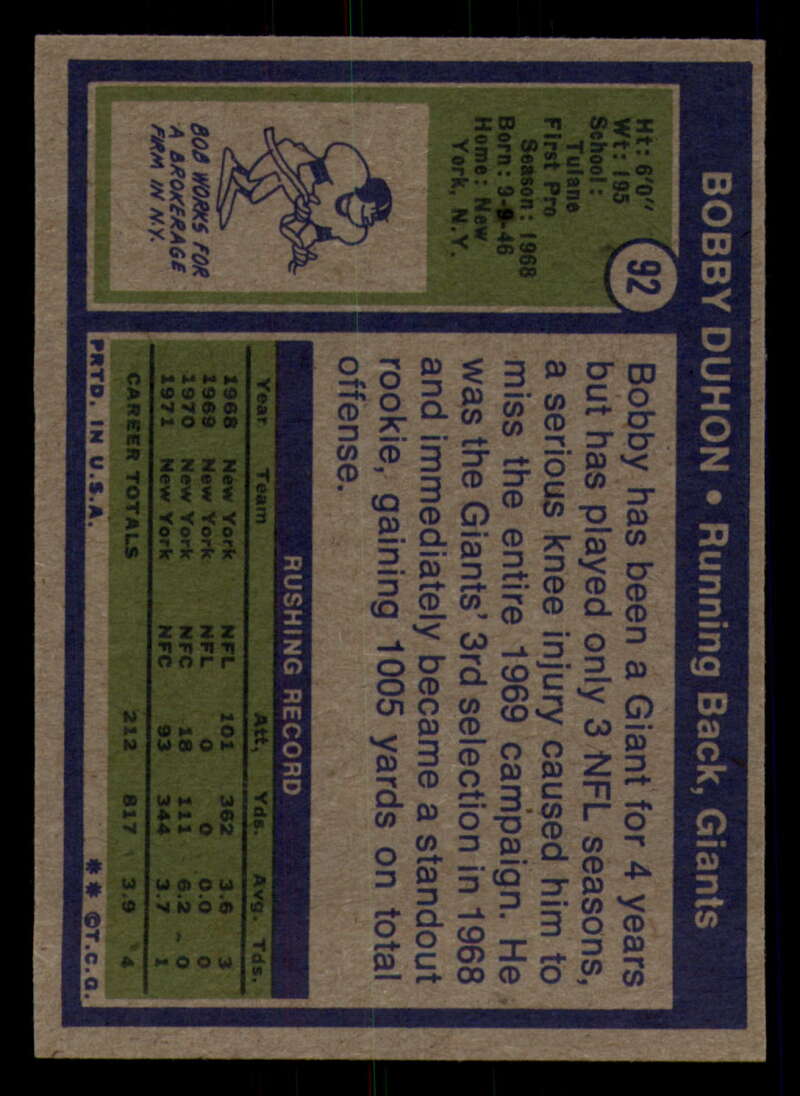 BOBBY DUHON • Running Back, Giants
Ht: 6'0"
Wt: 195
School:
Tulane
First Pro
Season: 1968
Born: 9-9-46
Home: New
York, N.Y.
92
BOB WORKS FOR
A BROKERAGE
FIRM IN N.Y.
Bobby has been a Giant for 4 years
but has played only 3 NFL seasons,
a serious knee injury caused him to
miss the entire 1969 campaign. He
was the Giants' 3rd selection in 1968
and immediately became a standout
rookie, gaining 1005 yards on total
offense.
RUSHING RECORD
Year Team Att, Yds. Avg. Tds.
1968 New York NFL 101 362 3.6 3
1969 New York NFL 0 0 0.0 0
1970 New York NFC 18 111 6.2 0
1971 New York NFC 93 344 3.7 1
CAREER TOTALS 212 817 3.9 4
PRTD. IN U.S.A. ** ©T.C.G.